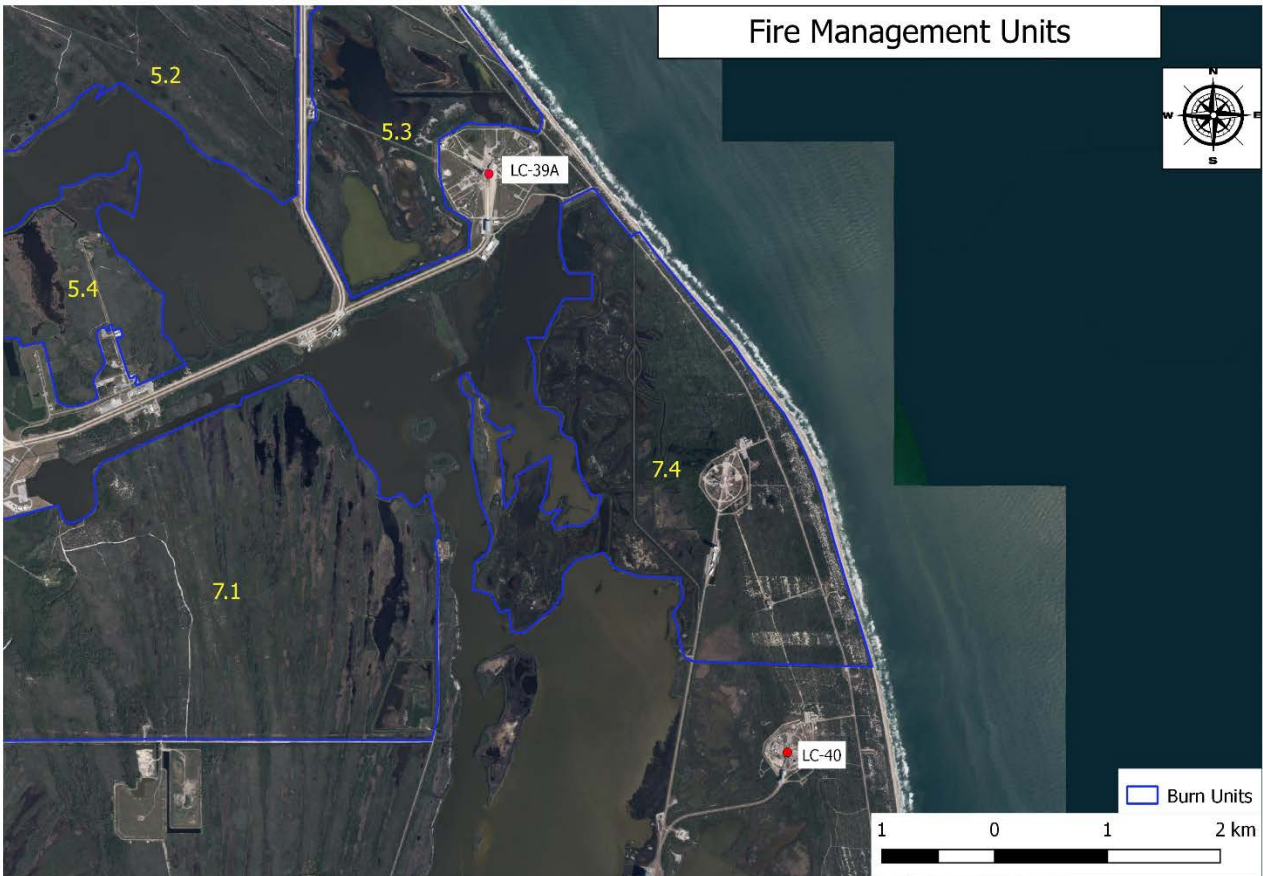 Fire Management Units
N
W E
S
5.2
5.3
LC-39A
5.4
7.4
7.1
LC-40
Burn Units
1 0 1 2 km